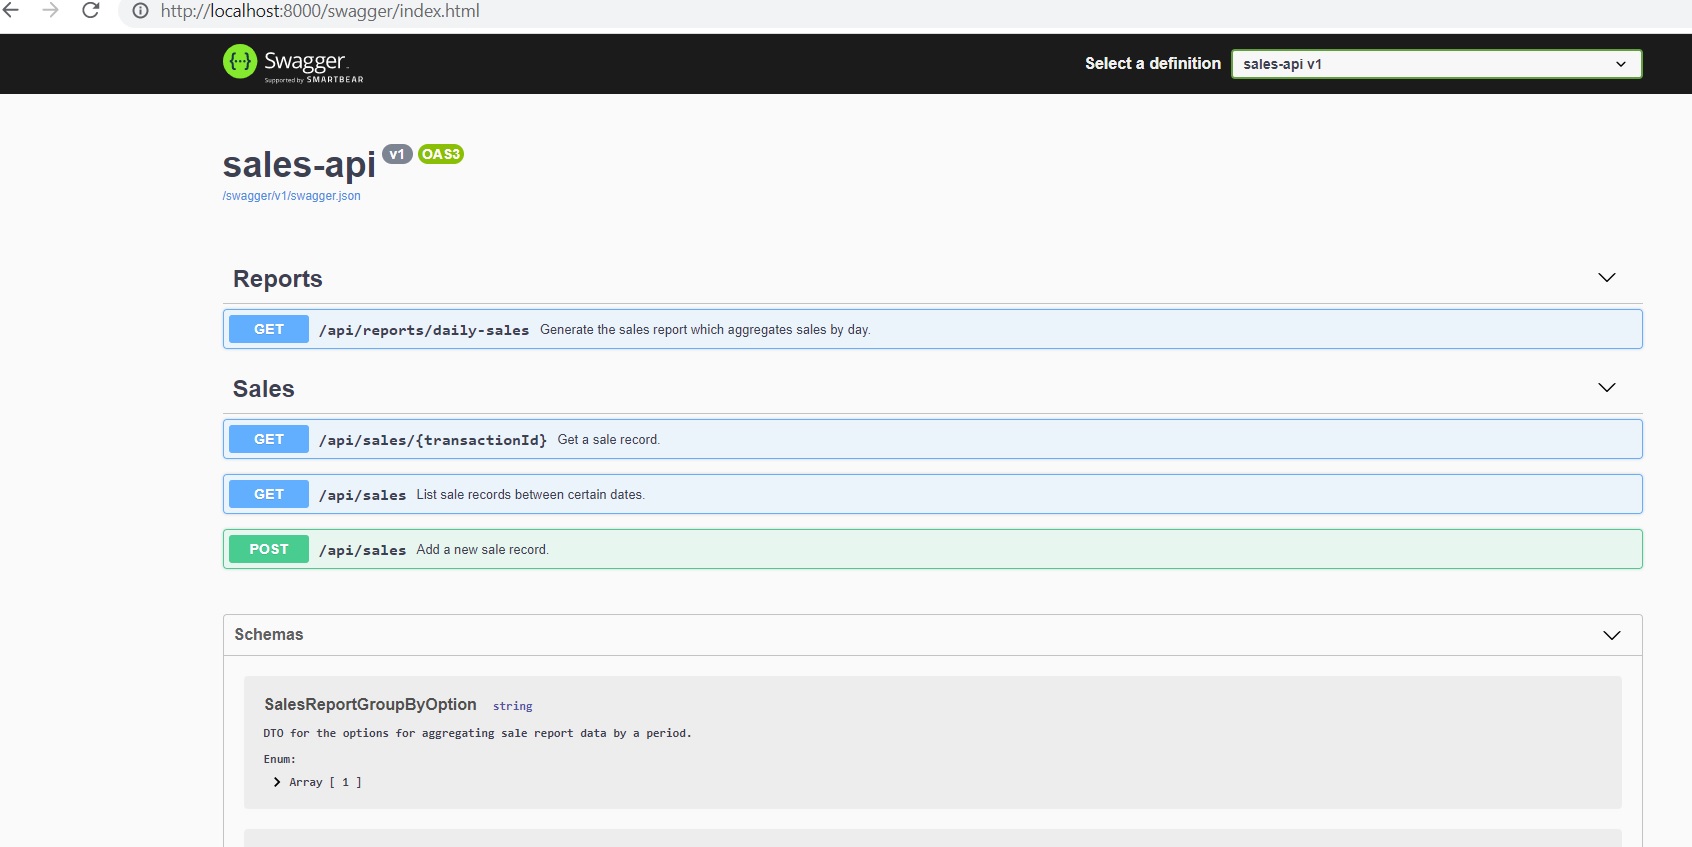 http://localhost:8000/swagger/index.html
{···} Swagger.
Supported by SMARTBEAR
Select a definition
sales-api v1
sales-api v1 OAS3
/swagger/v1/swagger.json
Reports
GET /api/reports/daily-sales Generate the sales report which aggregates sales by day.
Sales
GET /api/sales/{transactionId} Get a sale record.
GET /api/sales List sale records between certain dates.
POST /api/sales Add a new sale record.
Schemas
SalesReportGroupByOption string
DTO for the options for aggregating sale report data by a period.
Enum:
Array [ 1 ]